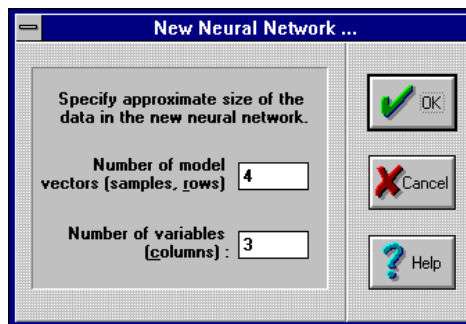 New Neural Network ...
Specify approximate size of the
data in the new neural network.
Number of model
vectors (samples, rows) 4
Number of variables
(columns) : 3
OK
Cancel
Help